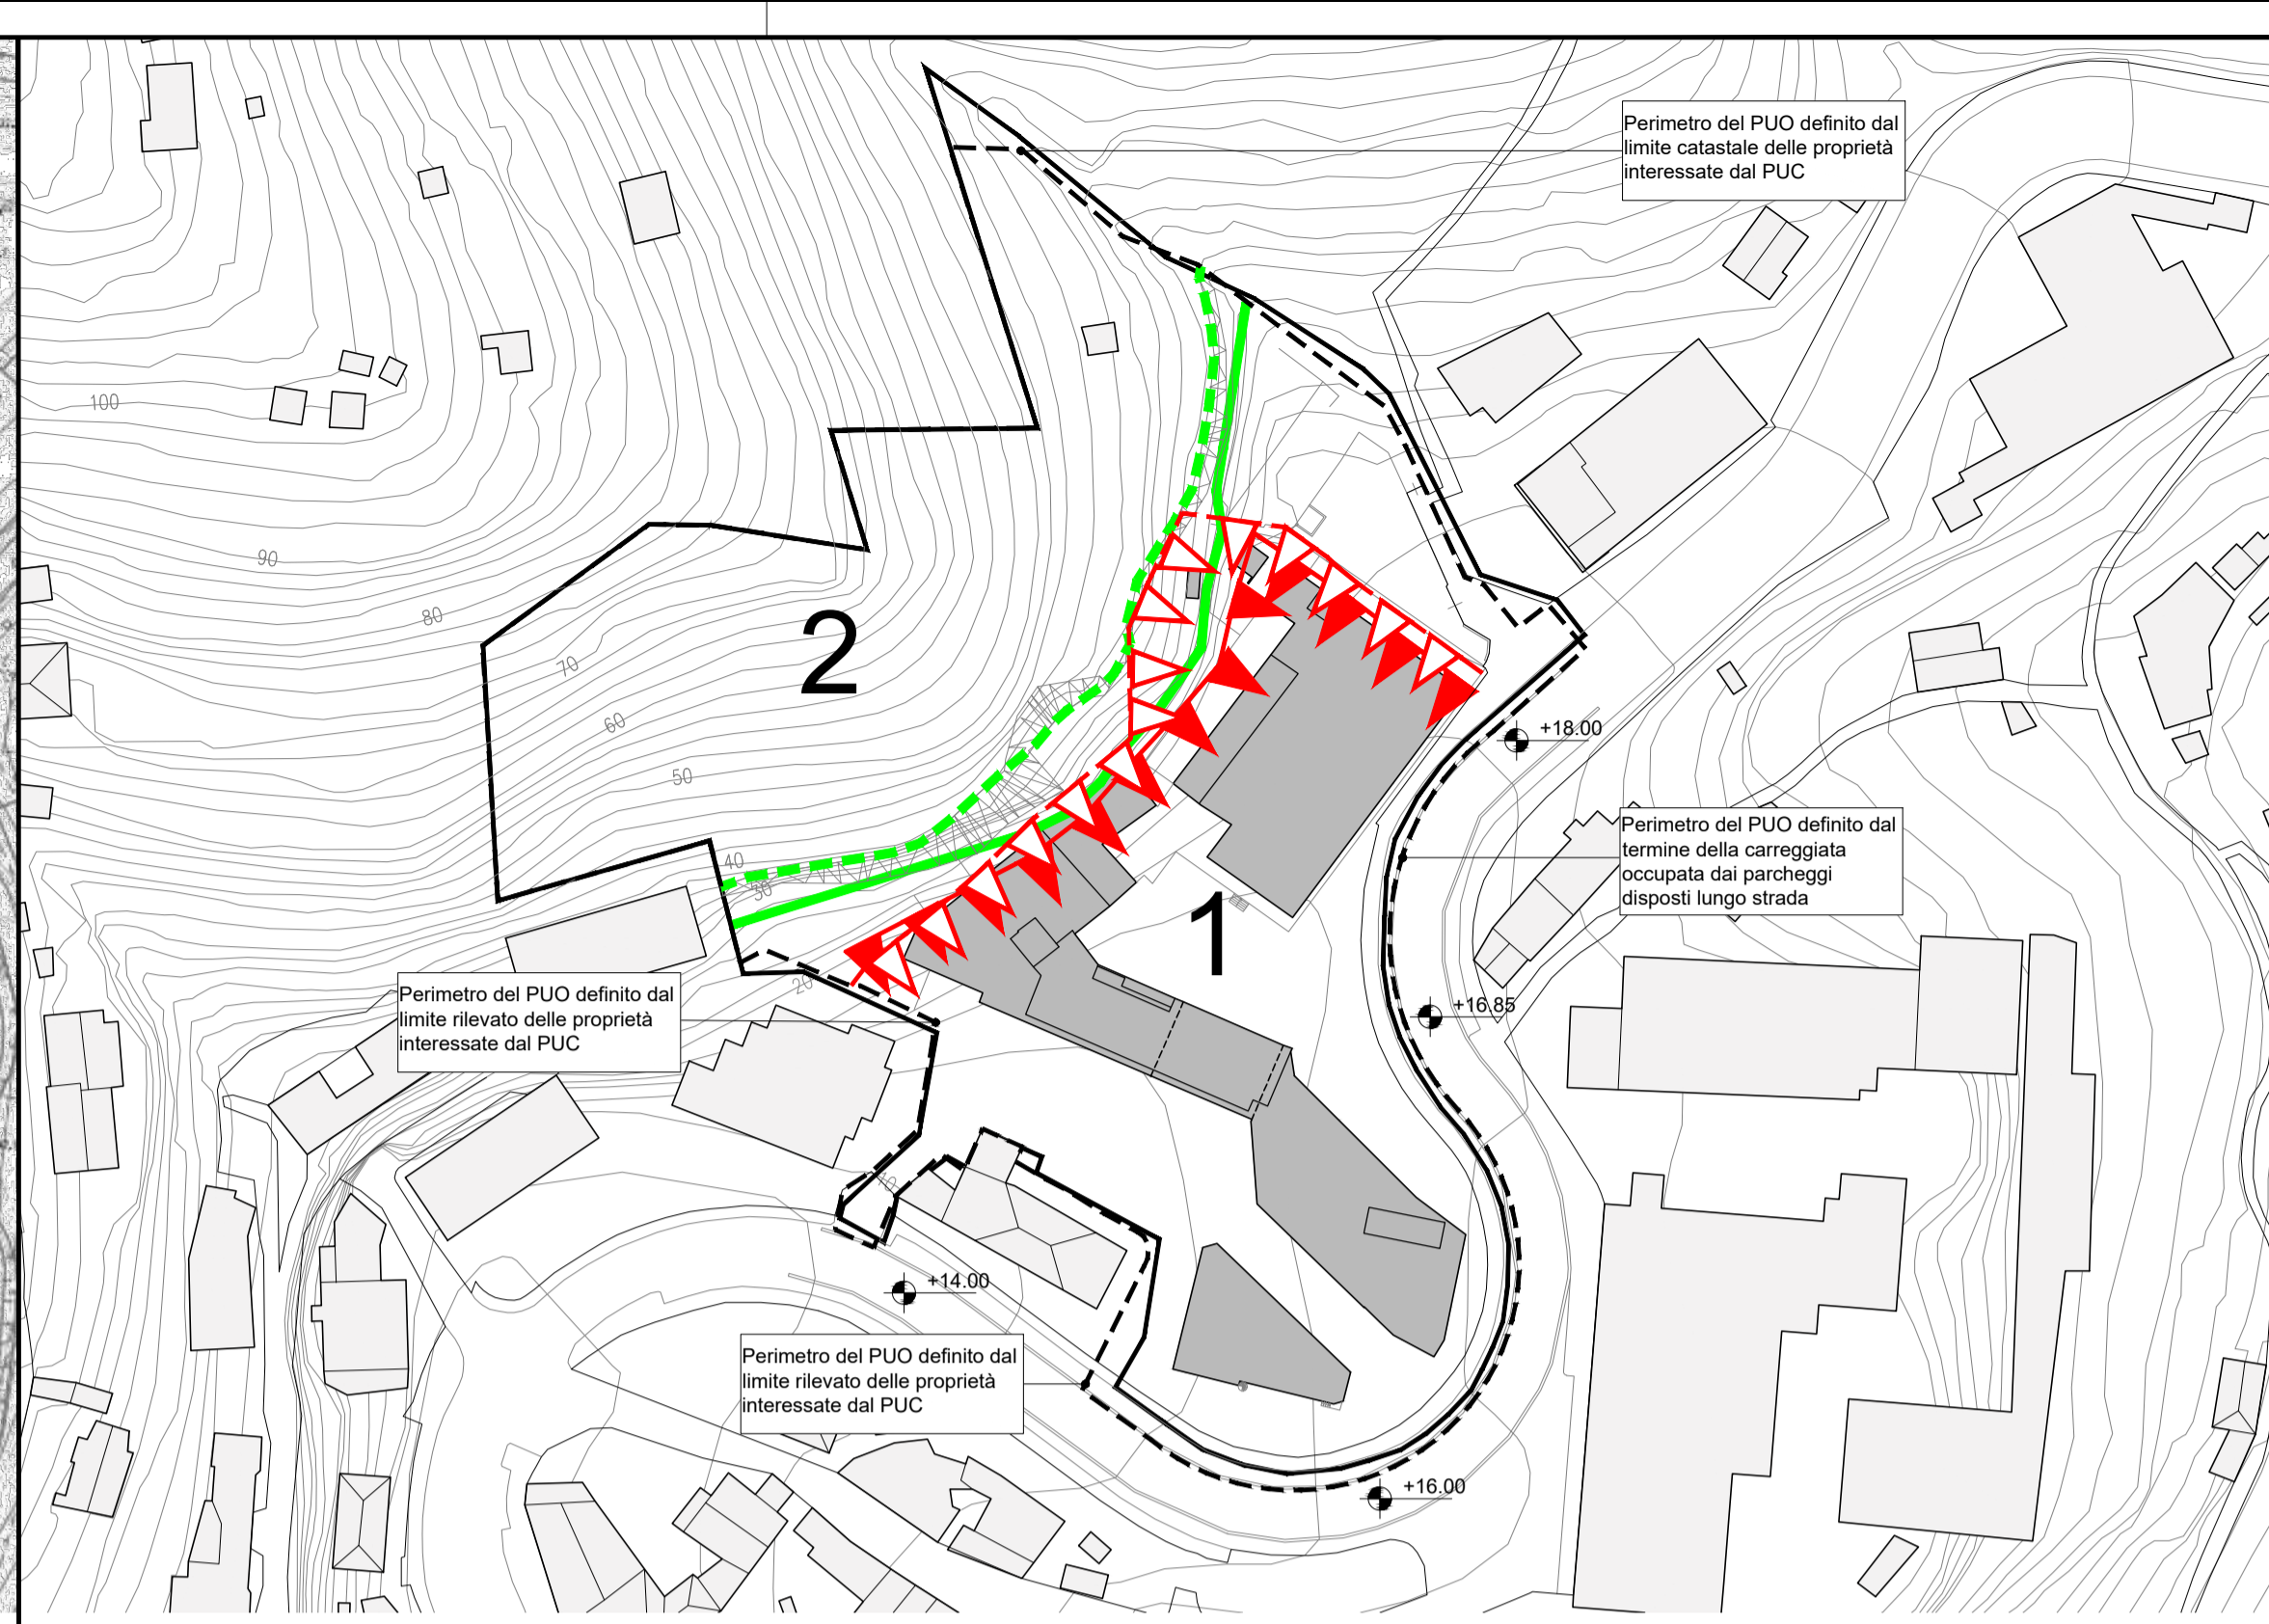 Perimetro del PUO definito dal
limite catastale delle proprietà
interessate dal PUC
100
90
80
70
60
50
40
30
20
10
2
1
+18.00
Perimetro del PUO definito dal
termine della carreggiata
occupata dai parcheggi
disposti lungo strada
+16.85
Perimetro del PUO definito dal
limite rilevato delle proprietà
interessate dal PUC
+14.00
Perimetro del PUO definito dal
limite rilevato delle proprietà
interessate dal PUC
+16.00